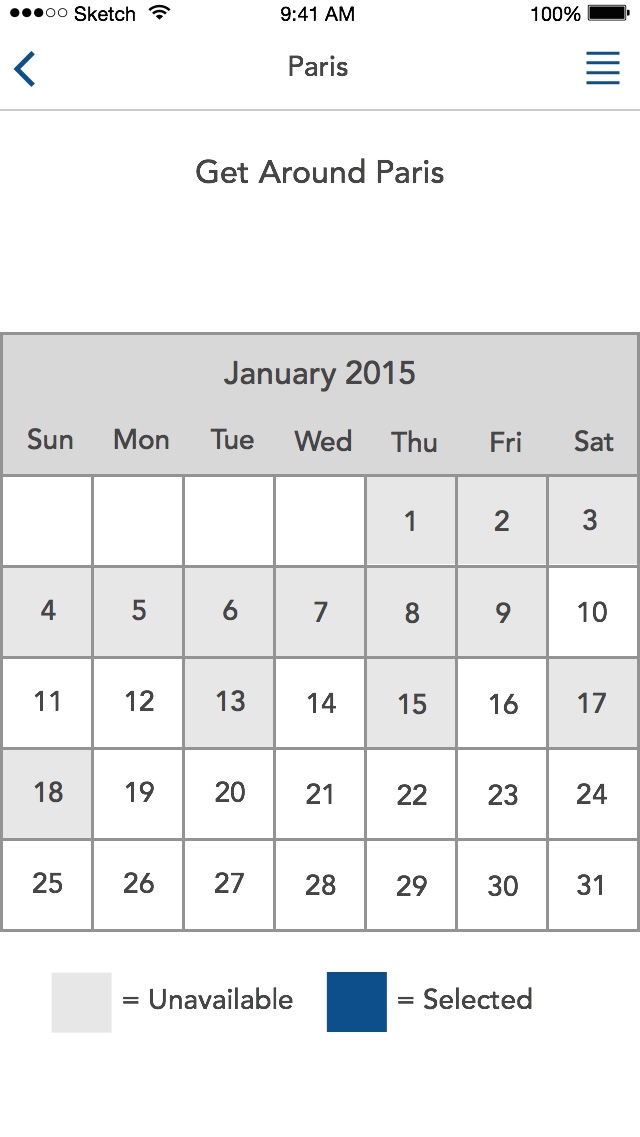 Sketch 9:41 AM 100%
Paris
Get Around Paris
January 2015
Sun Mon Tue Wed Thu Fri Sat
1 2 3
4 5 6 7 8 9 10
11 12 13 14 15 16 17
18 19 20 21 22 23 24
25 26 27 28 29 30 31
= Unavailable = Selected